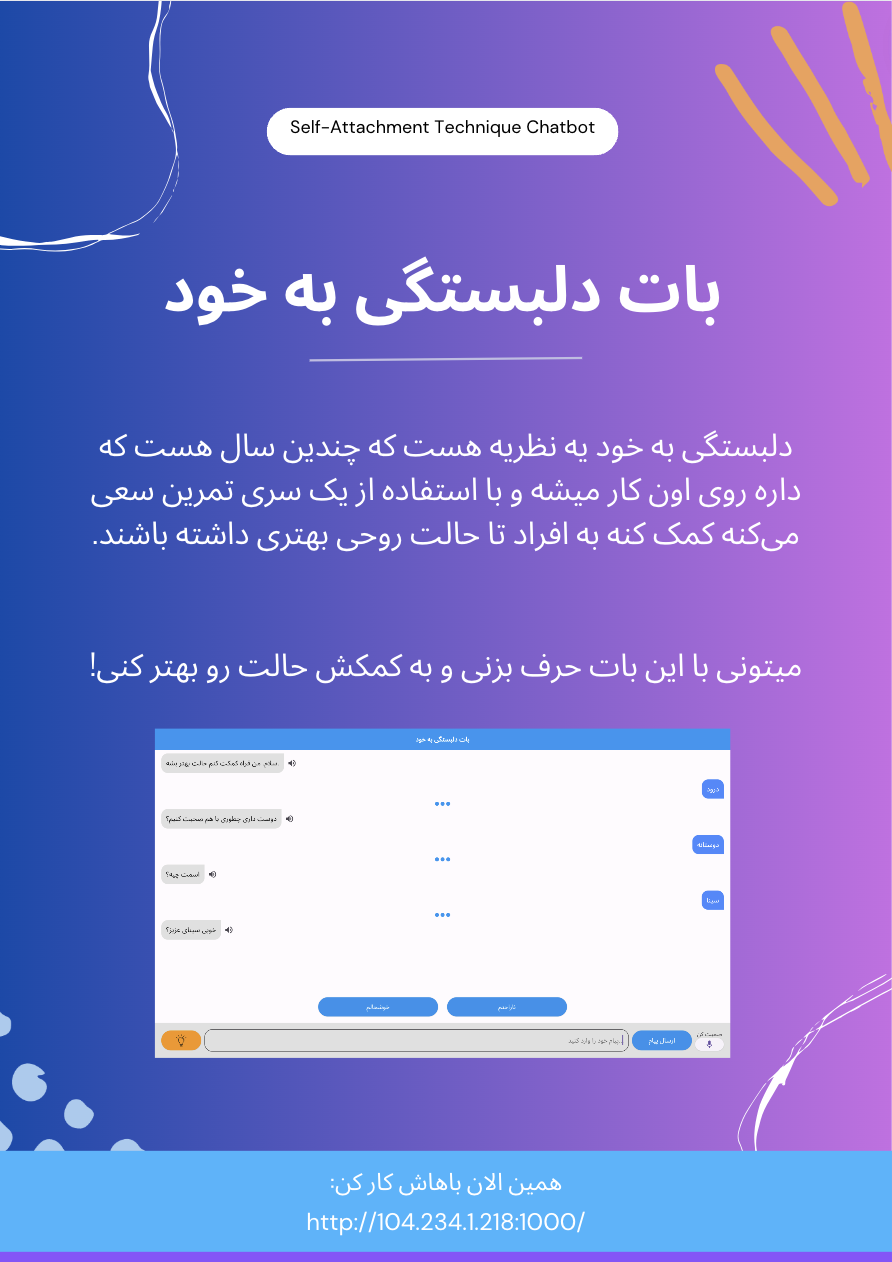 Self-Attachment Technique Chatbot
بات دلبستگی به خود
دلبستگی به خود یه نظریه هست که چندین سال هست که
داره روی اون کار میشه و با استفاده از یک سری تمرین سعی
می‌کنه کمک کنه به افراد تا حالت روحی بهتری داشته باشند.
میتونی با این بات حرف بزنی و به کمکش حالت رو بهتر کنی!
بات دلبستگی به خود
سلام. من قراره کمکت کنم حالت بهتر بشه
درود
دوست داری چطوری با هم صحبت کنیم؟
دوستانه
اسمت چیه؟
سینا
خوبی سینای عزیز؟
ناراحتم
خوشحالم
صحبت کن
ارسال پیام
پیام خود را وارد کنید
همین الان باهاش کار کن:
http://104.234.1.218:1000/